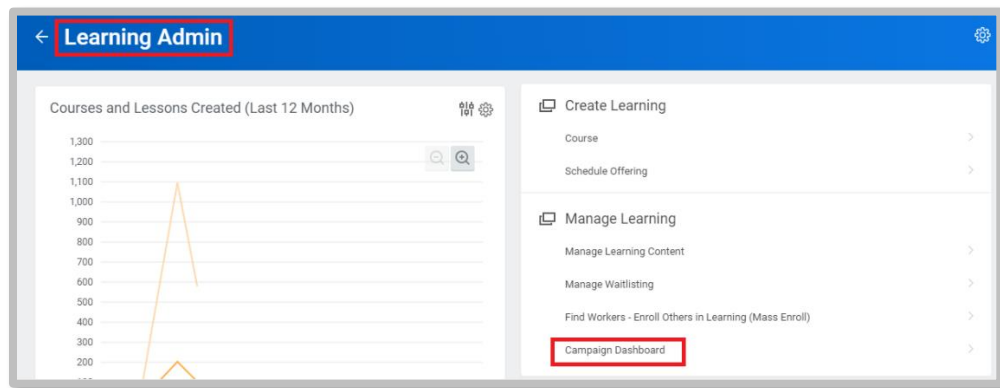 Learning Admin
Courses and Lessons Created (Last 12 Months)
1,300
1,200
1,100
1,000
900
800
700
600
500
400
300
200
Create Learning
Course
Schedule Offering
Manage Learning
Manage Learning Content
Manage Waitlisting
Find Workers - Enroll Others in Learning (Mass Enroll)
Campaign Dashboard